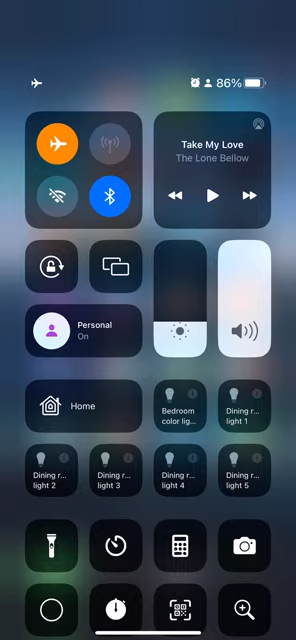 86%
Take My Love
The Lone Bellow
Personal
On
Home
Bedroom
color lig...
Dining r...
light 1
Dining r...
light 2
Dining r...
light 3
Dining r...
light 4
Dining r...
light 5